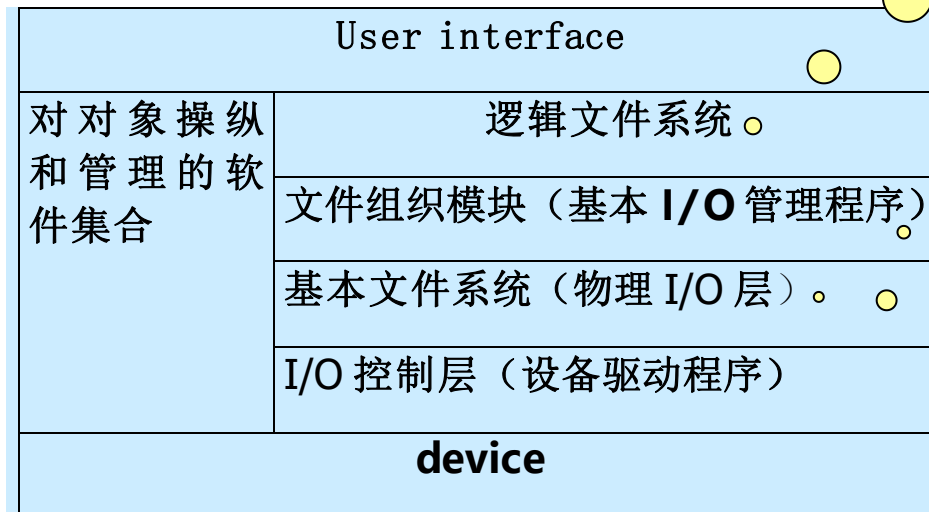 User interface
对对象操纵
和管理的软
件集合
逻辑文件系统
文件组织模块（基本 I/O 管理程序）
基本文件系统（物理 I/O 层）
I/O 控制层（设备驱动程序）
device